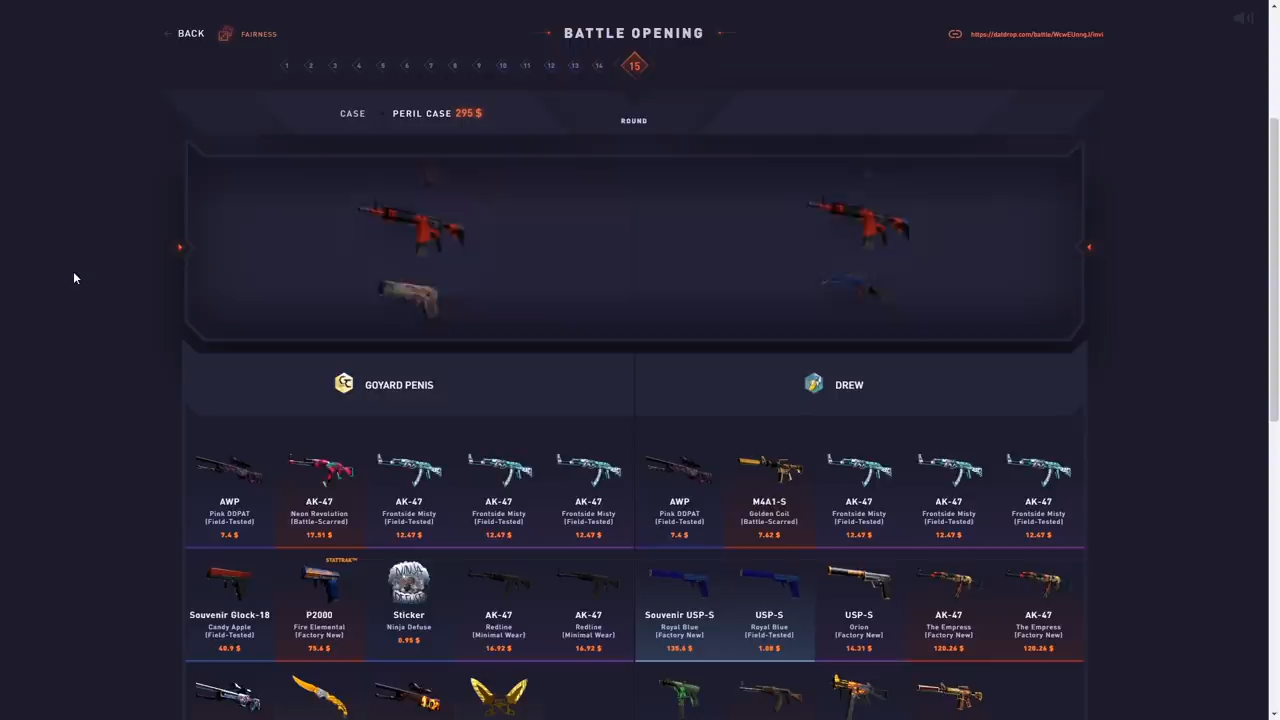 BACK
FAIRNESS
BATTLE OPENING
https://datdrop.com/battle/WcwEUnngJ/invi
1 2 3 4 5 6 7 8 9 10 11 12 13 14 15
CASE PERIL CASE 295 $
ROUND
GOYARD PENIS
DREW
AWP
Pink DDPAT
(Field-Tested)
7.4 $
AK-47
Neon Revolution
(Battle-Scarred)
17.51 $
AK-47
Frontside Misty
(Field-Tested)
12.47 $
AK-47
Frontside Misty
(Field-Tested)
12.47 $
AK-47
Frontside Misty
(Field-Tested)
12.47 $
AWP
Pink DDPAT
(Field-Tested)
7.4 $
M4A1-S
Golden Coil
(Battle-Scarred)
7.62 $
AK-47
Frontside Misty
(Field-Tested)
12.47 $
AK-47
Frontside Misty
(Field-Tested)
12.47 $
AK-47
Frontside Misty
(Field-Tested)
12.47 $
Souvenir Glock-18
Candy Apple
(Field-Tested)
40.9 $
STATTRAK™
P2000
Fire Elemental
(Factory New)
75.6 $
Sticker
Ninja Defuse
0.95 $
AK-47
Redline
(Minimal Wear)
16.92 $
AK-47
Redline
(Minimal Wear)
16.92 $
Souvenir USP-S
Royal Blue
(Factory New)
135.6 $
USP-S
Royal Blue
(Field-Tested)
1.08 $
USP-S
Orion
(Factory New)
14.31 $
AK-47
The Empress
(Factory New)
120.26 $
AK-47
The Empress
(Factory New)
120.26 $